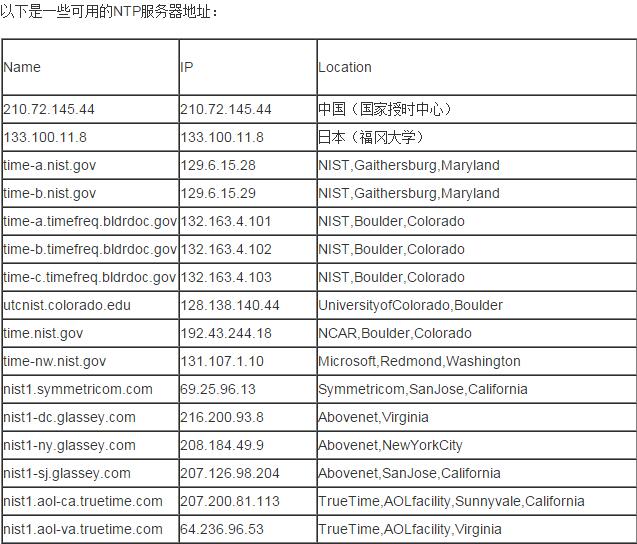 以下是一些可用的NTP服务器地址：
Name IP Location
210.72.145.44 210.72.145.44 中国（国家授时中心）
133.100.11.8 133.100.11.8 日本（福冈大学）
time-a.nist.gov 129.6.15.28 NIST,Gaithersburg,Maryland
time-b.nist.gov 129.6.15.29 NIST,Gaithersburg,Maryland
time-a.timefreq.bldrdoc.gov 132.163.4.101 NIST,Boulder,Colorado
time-b.timefreq.bldrdoc.gov 132.163.4.102 NIST,Boulder,Colorado
time-c.timefreq.bldrdoc.gov 132.163.4.103 NIST,Boulder,Colorado
utcnist.colorado.edu 128.138.140.44 UniversityofColorado,Boulder
time.nist.gov 192.43.244.18 NCAR,Boulder,Colorado
time-nw.nist.gov 131.107.1.10 Microsoft,Redmond,Washington
nist1.symmetricom.com 69.25.96.13 Symmetricom,SanJose,California
nist1-dc.glassey.com 216.200.93.8 Abovenet,Virginia
nist1-ny.glassey.com 208.184.49.9 Abovenet,NewYorkCity
nist1-sj.glassey.com 207.126.98.204 Abovenet,SanJose,California
nist1.aol-ca.truetime.com 207.200.81.113 TrueTime,AOLfacility,Sunnyvale,California
nist1.aol-va.truetime.com 64.236.96.53 TrueTime,AOLfacility,Virginia